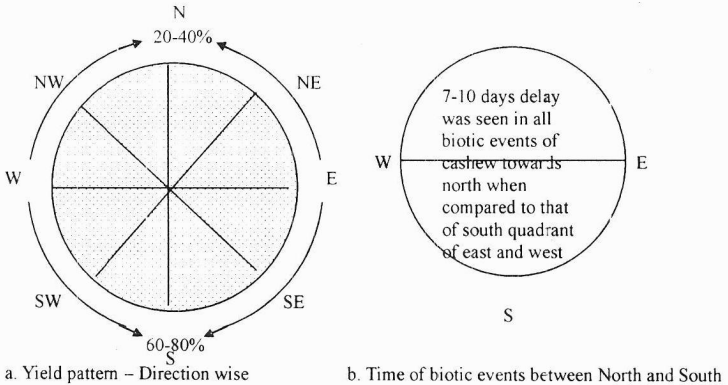 N
20-40%
NW
NE
W
E
SW
SE
60-80%
S
a. Yield pattern – Direction wise
7-10 days delay
was seen in all
biotic events of
cashew towards
north when
compared to that
of south quadrant
of east and west
W
E
S
b. Time of biotic events between North and South